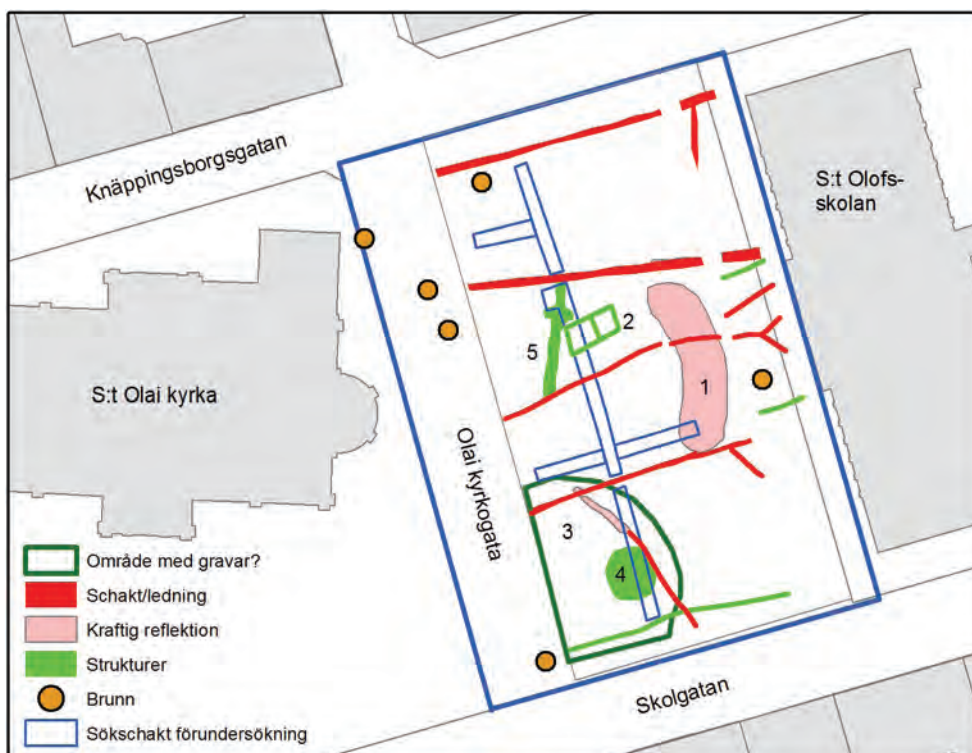 Knäppingsborgsgatan
S:t Olofs-
skolan
2
5
1
S:t Olai kyrka
Olai kyrkogata
3
4
Område med gravar?
Schakt/ledning
Kraftig reflektion
Strukturer
Brunn
Sökschakt förundersökning
Skolgatan